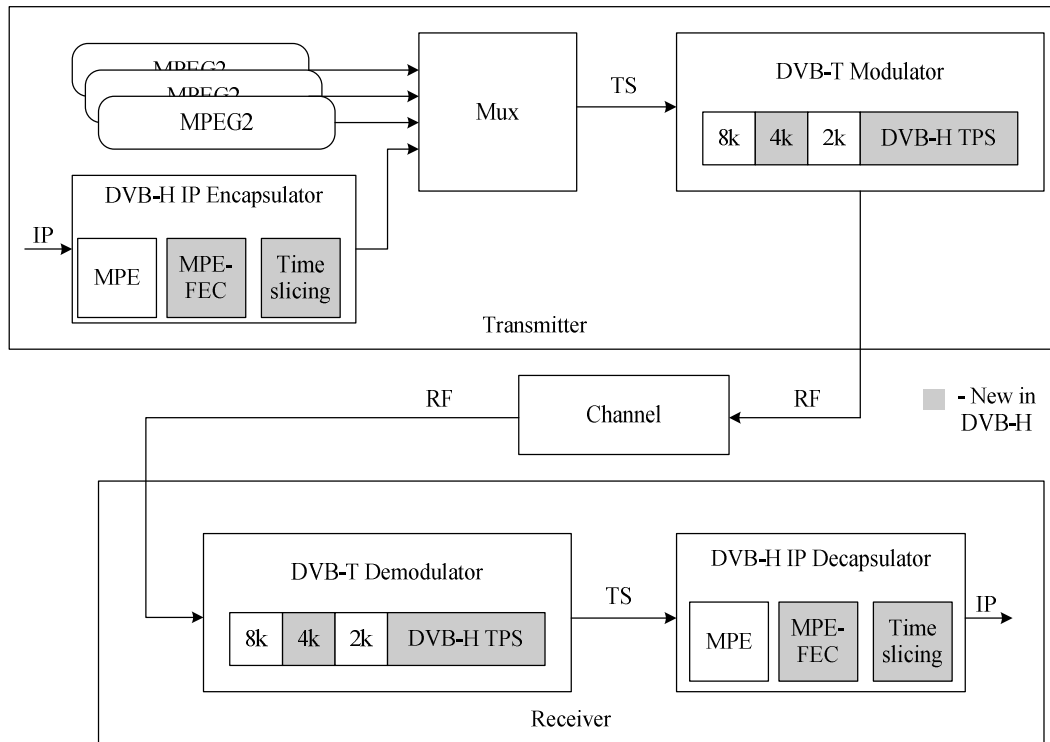 MPEG2
MPEG2
MPEG2
Mux
TS
DVB-T Modulator
8k 4k 2k DVB-H TPS
DVB-H IP Encapsulator
IP
MPE
MPE-
FEC
Time
slicing
Transmitter
RF
Channel
RF
- New in
DVB-H
DVB-T Demodulator
8k 4k 2k DVB-H TPS
TS
DVB-H IP Decapsulator
MPE
MPE-
FEC
Time
slicing
IP
Receiver